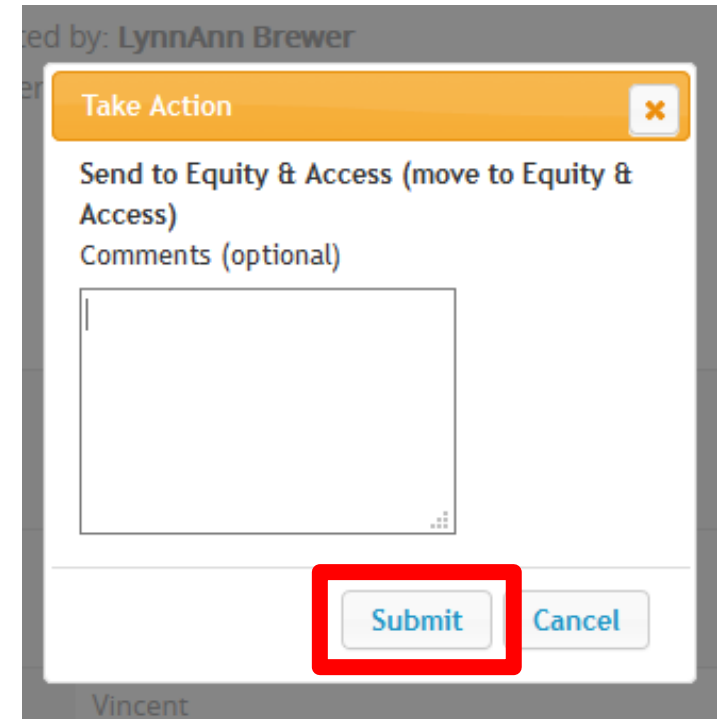 ted by: LynnAnn Brewer
er
Take Action
Send to Equity & Access (move to Equity &
Access)
Comments (optional)
Submit Cancel
Vincent